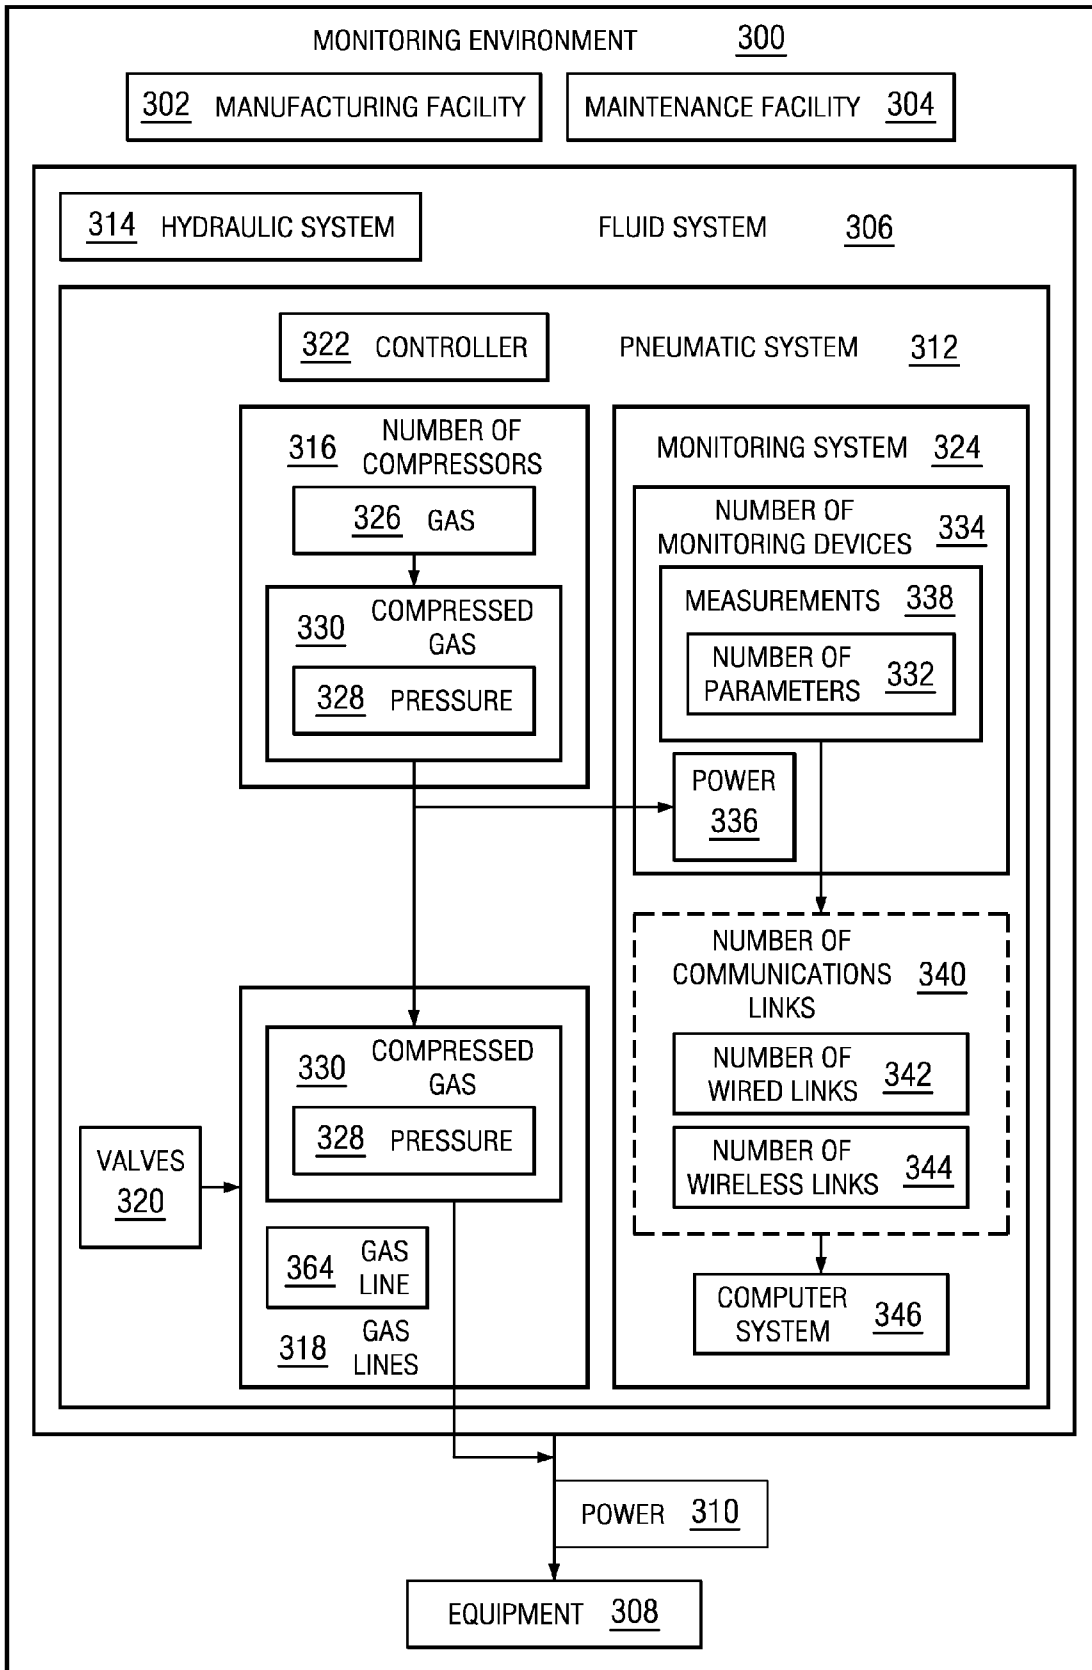 MONITORING ENVIRONMENT 300
302 MANUFACTURING FACILITY
MAINTENANCE FACILITY 304
314 HYDRAULIC SYSTEM
FLUID SYSTEM 306
322 CONTROLLER
PNEUMATIC SYSTEM 312
316 NUMBER OF
COMPRESSORS
326 GAS
330 COMPRESSED
GAS
328 PRESSURE
MONITORING SYSTEM 324
NUMBER OF
MONITORING DEVICES 334
MEASUREMENTS 338
NUMBER OF
PARAMETERS 332
POWER
336
NUMBER OF
COMMUNICATIONS 340
LINKS
NUMBER OF
WIRED LINKS 342
NUMBER OF
WIRELESS LINKS 344
COMPUTER
SYSTEM 346
VALVES
320
330 COMPRESSED
GAS
328 PRESSURE
364 GAS
LINE
318 GAS
LINES
POWER 310
EQUIPMENT 308